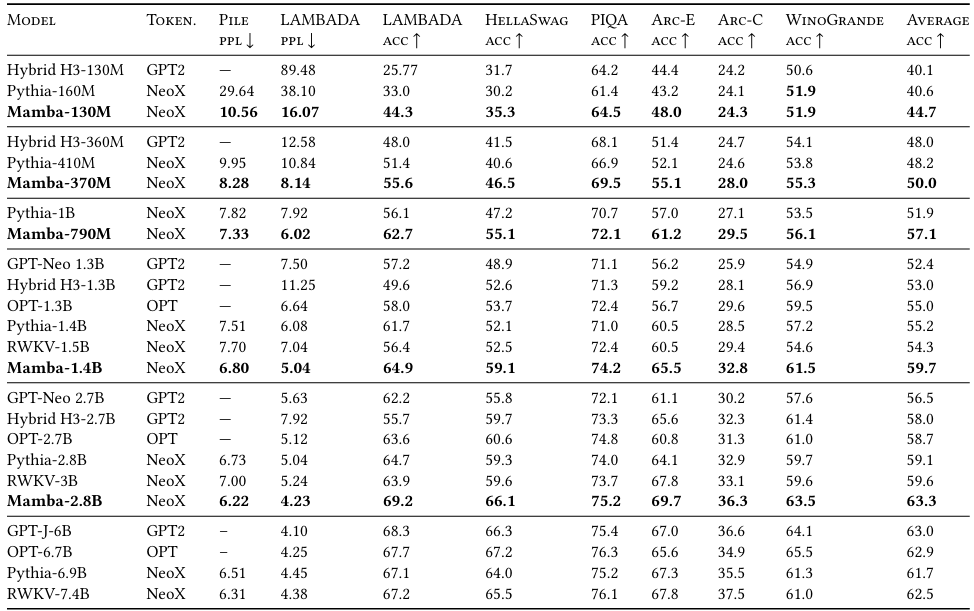 MODEL TOKEN. PILE LAMBADA LAMBADA HELLASWAG PIQA ARC-E ARC-C WINOGRANDE AVERAGE
PPL ↓ PPL ↓ ACC ↑ ACC ↑ ACC ↑ ACC ↑ ACC ↑ ACC ↑ ACC ↑
Hybrid H3-130M GPT2 — 89.48 25.77 31.7 64.2 44.4 24.2 50.6 40.1
Pythia-160M NeoX 29.64 38.10 33.0 30.2 61.4 43.2 24.1 51.9 40.6
Mamba-130M NeoX 10.56 16.07 44.3 35.3 64.5 48.0 24.3 51.9 44.7
Hybrid H3-360M GPT2 — 12.58 48.0 41.5 68.1 51.4 24.7 54.1 48.0
Pythia-410M NeoX 9.95 10.84 51.4 40.6 66.9 52.1 24.6 53.8 48.2
Mamba-370M NeoX 8.28 8.14 55.6 46.5 69.5 55.1 28.0 55.3 50.0
Pythia-1B NeoX 7.82 7.92 56.1 47.2 70.7 57.0 27.1 53.5 51.9
Mamba-790M NeoX 7.33 6.02 62.7 55.1 72.1 61.2 29.5 56.1 57.1
GPT-Neo 1.3B GPT2 — 7.50 57.2 48.9 71.1 56.2 25.9 54.9 52.4
Hybrid H3-1.3B GPT2 — 11.25 49.6 52.6 71.3 59.2 28.1 56.9 53.0
OPT-1.3B OPT — 6.64 58.0 53.7 72.4 56.7 29.6 59.5 55.0
Pythia-1.4B NeoX 7.51 6.08 61.7 52.1 71.0 60.5 28.5 57.2 55.2
RWKV-1.5B NeoX 7.70 7.04 56.4 52.5 72.4 60.5 29.4 54.6 54.3
Mamba-1.4B NeoX 6.80 5.04 64.9 59.1 74.2 65.5 32.8 61.5 59.7
GPT-Neo 2.7B GPT2 — 5.63 62.2 55.8 72.1 61.1 30.2 57.6 56.5
Hybrid H3-2.7B GPT2 — 7.92 55.7 59.7 73.3 65.6 32.3 61.4 58.0
OPT-2.7B OPT — 5.12 63.6 60.6 74.8 60.8 31.3 61.0 58.7
Pythia-2.8B NeoX 6.73 5.04 64.7 59.3 74.0 64.1 32.9 59.7 59.1
RWKV-3B NeoX 7.00 5.24 63.9 59.6 73.7 67.8 33.1 59.6 59.6
Mamba-2.8B NeoX 6.22 4.23 69.2 66.1 75.2 69.7 36.3 63.5 63.3
GPT-J-6B GPT2 – 4.10 68.3 66.3 75.4 67.0 36.6 64.1 63.0
OPT-6.7B OPT – 4.25 67.7 67.2 76.3 65.6 34.9 65.5 62.9
Pythia-6.9B NeoX 6.51 4.45 67.1 64.0 75.2 67.3 35.5 61.3 61.7
RWKV-7.4B NeoX 6.31 4.38 67.2 65.5 76.1 67.8 37.5 61.0 62.5